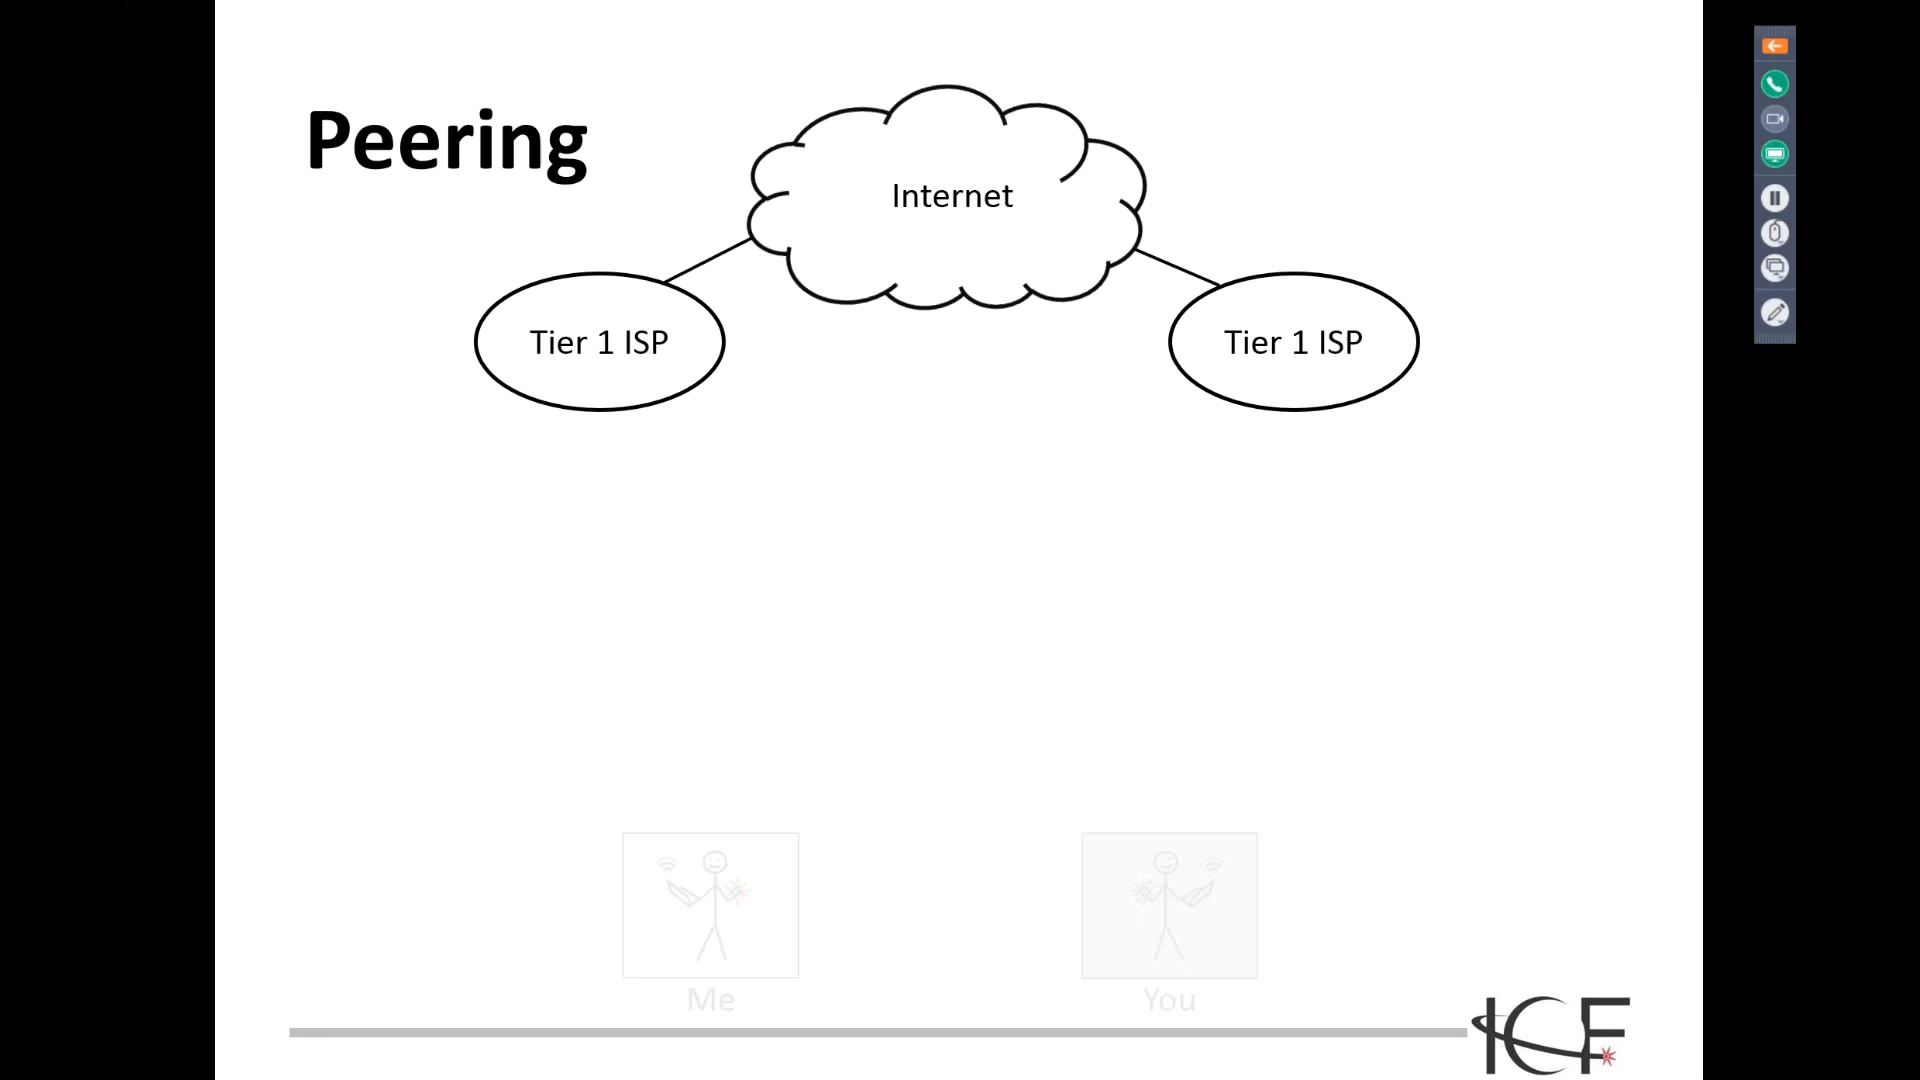 Peering
Internet
Tier 1 ISP
Tier 1 ISP
Me
You
ICF